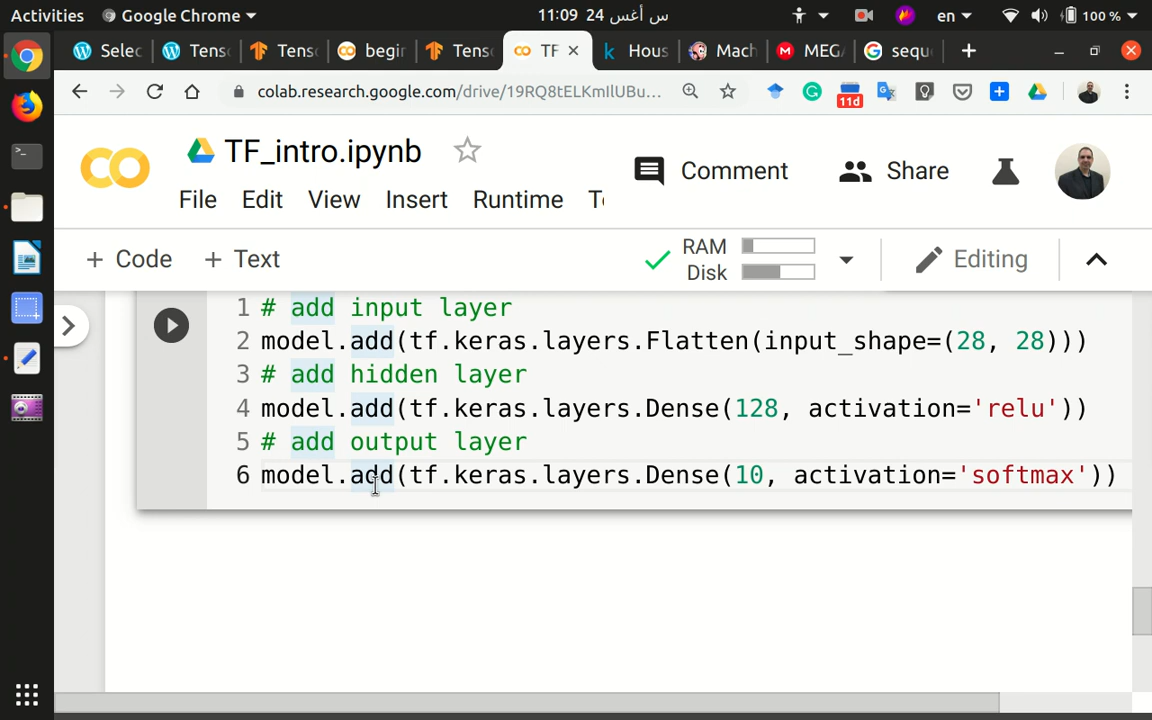 Activities Google Chrome 11:09 24 س أغس en 100 %
Selec Tens Tens begir Tens TF Hous Mach MEG sequ
colab.research.google.com/drive/19RQ8tELKmIlUBu... 11d
TF_intro.ipynb Comment Share
File Edit View Insert Runtime
+ Code + Text RAM Disk Editing
1 # add input layer
2 model.add(tf.keras.layers.Flatten(input_shape=(28, 28)))
3 # add hidden layer
4 model.add(tf.keras.layers.Dense(128, activation='relu'))
5 # add output layer
6 model.add(tf.keras.layers.Dense(10, activation='softmax'))